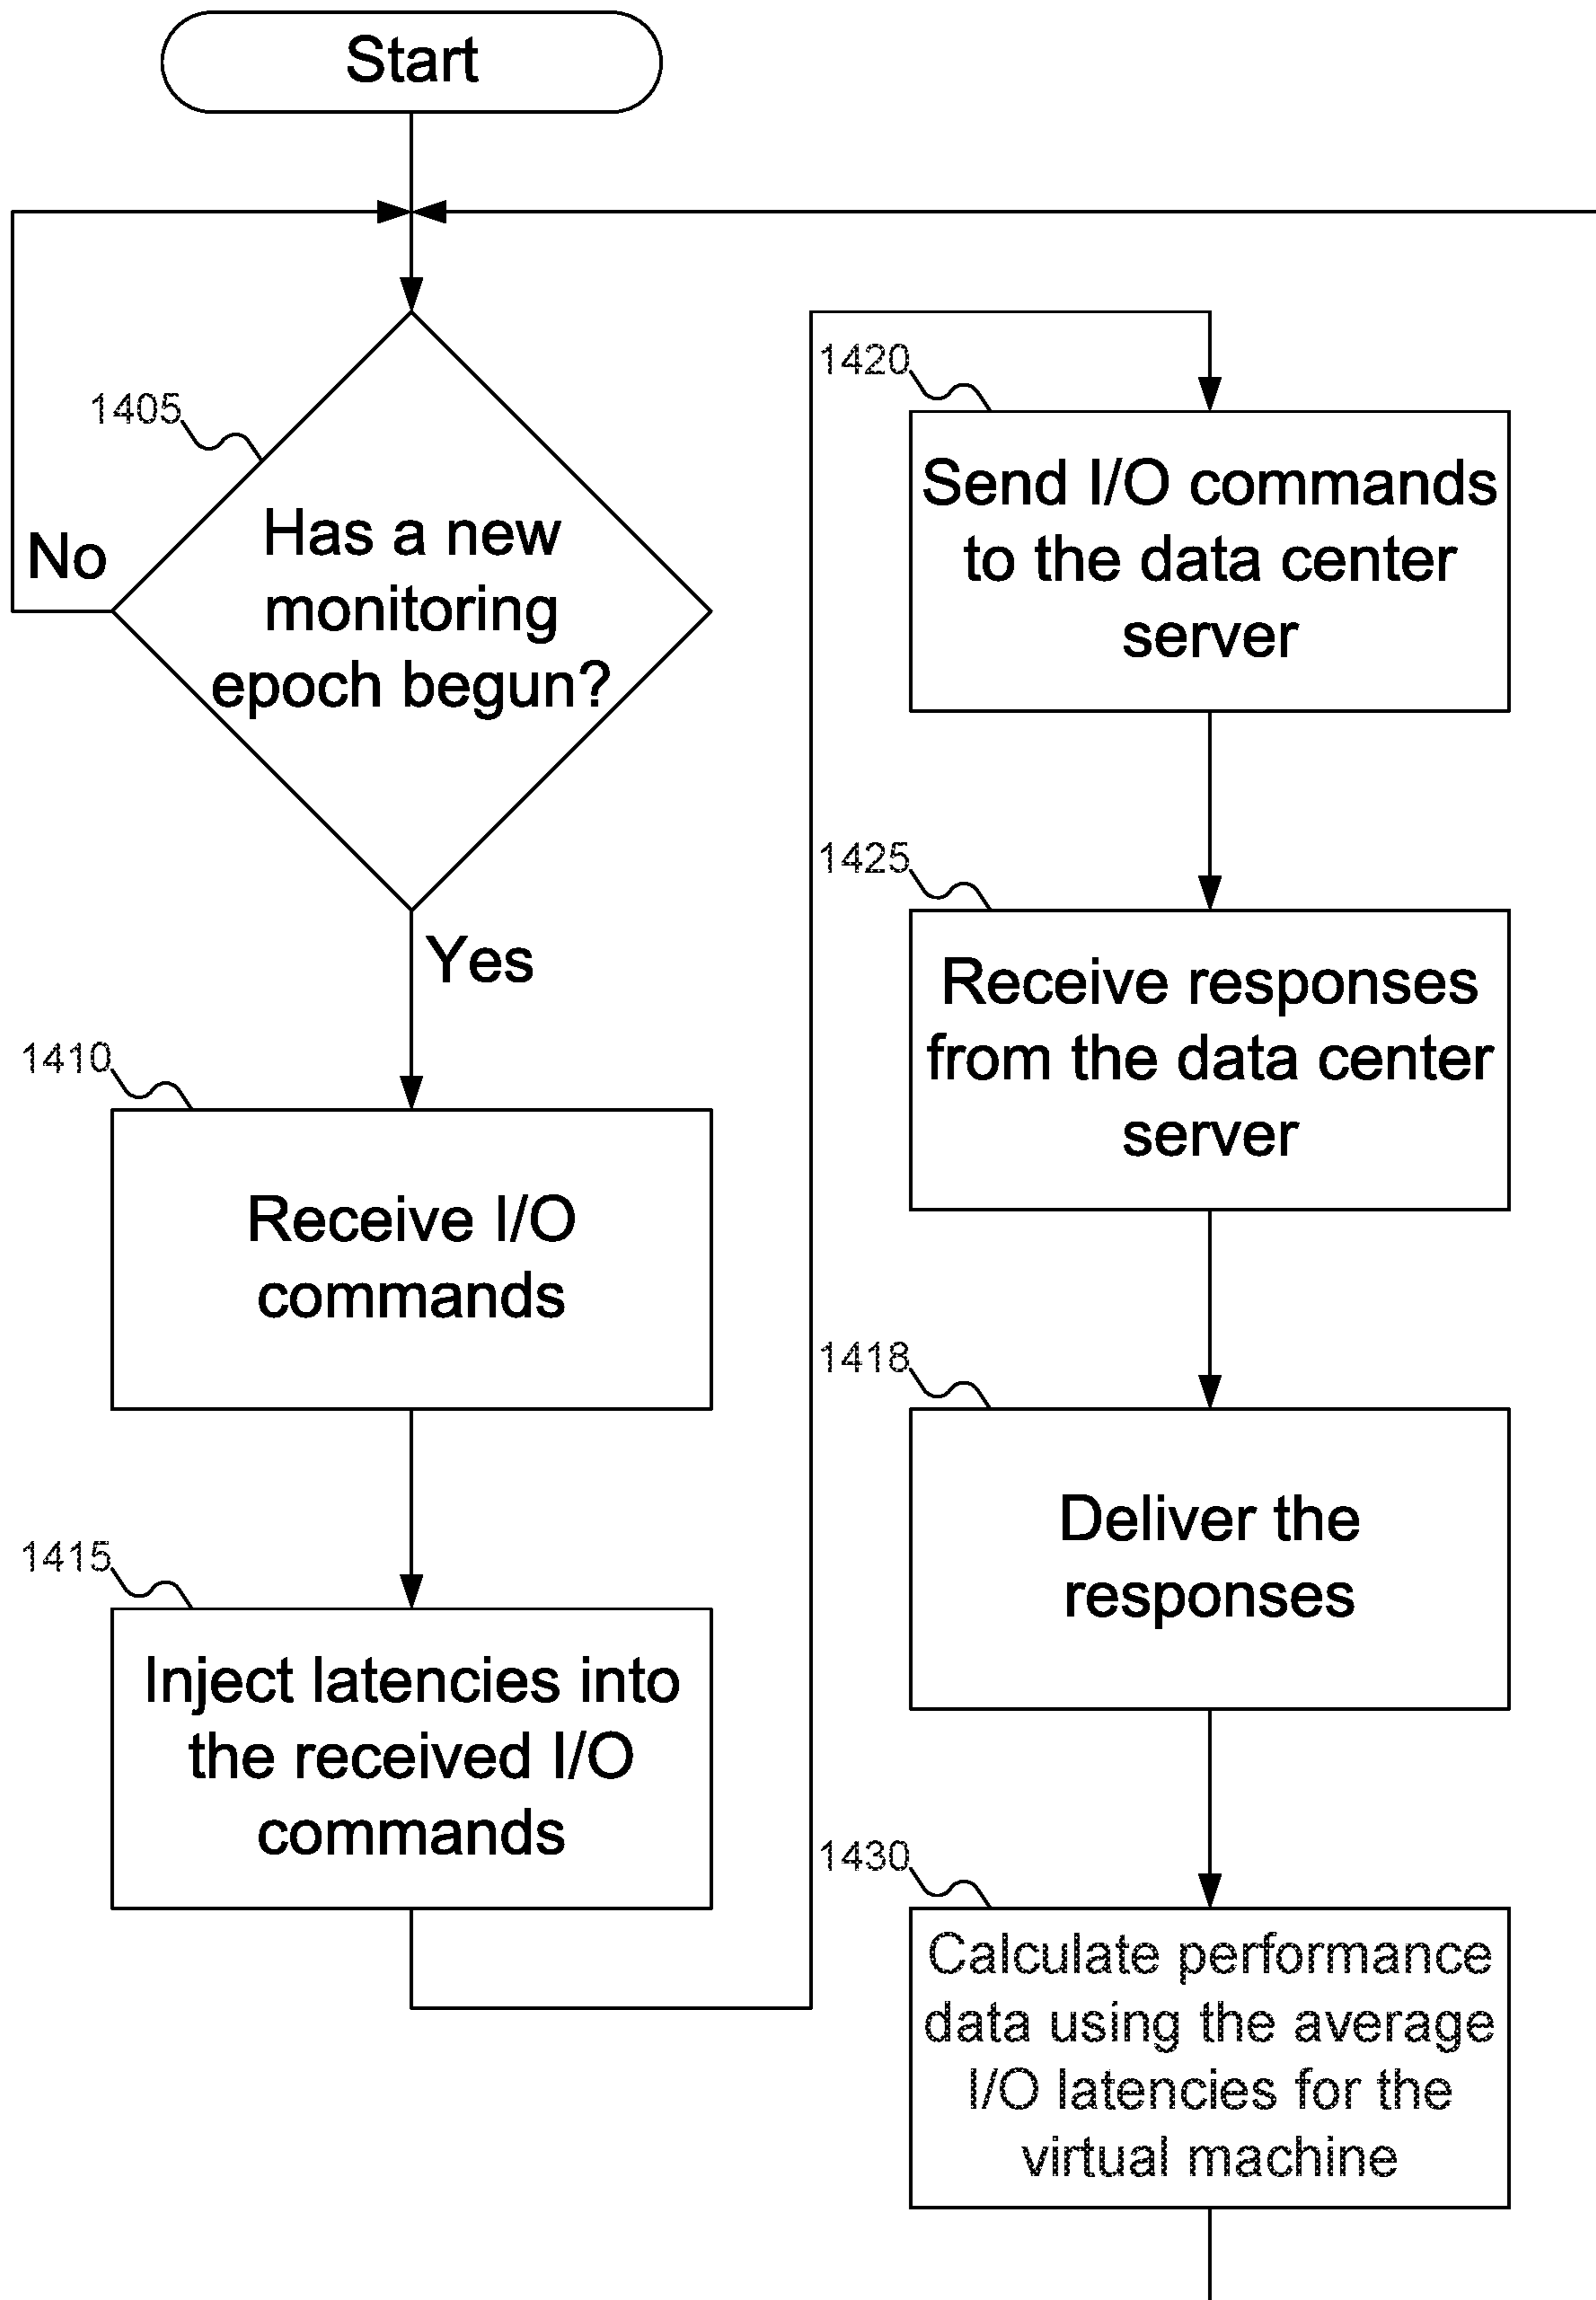 Start
1405
Has a new
monitoring
epoch begun?
No
Yes
1410
Receive I/O
commands
1415
Inject latencies into
the received I/O
commands
1420
Send I/O commands
to the data center
server
1425
Receive responses
from the data center
server
1418
Deliver the
responses
1430
Calculate performance
data using the average
I/O latencies for the
virtual machine